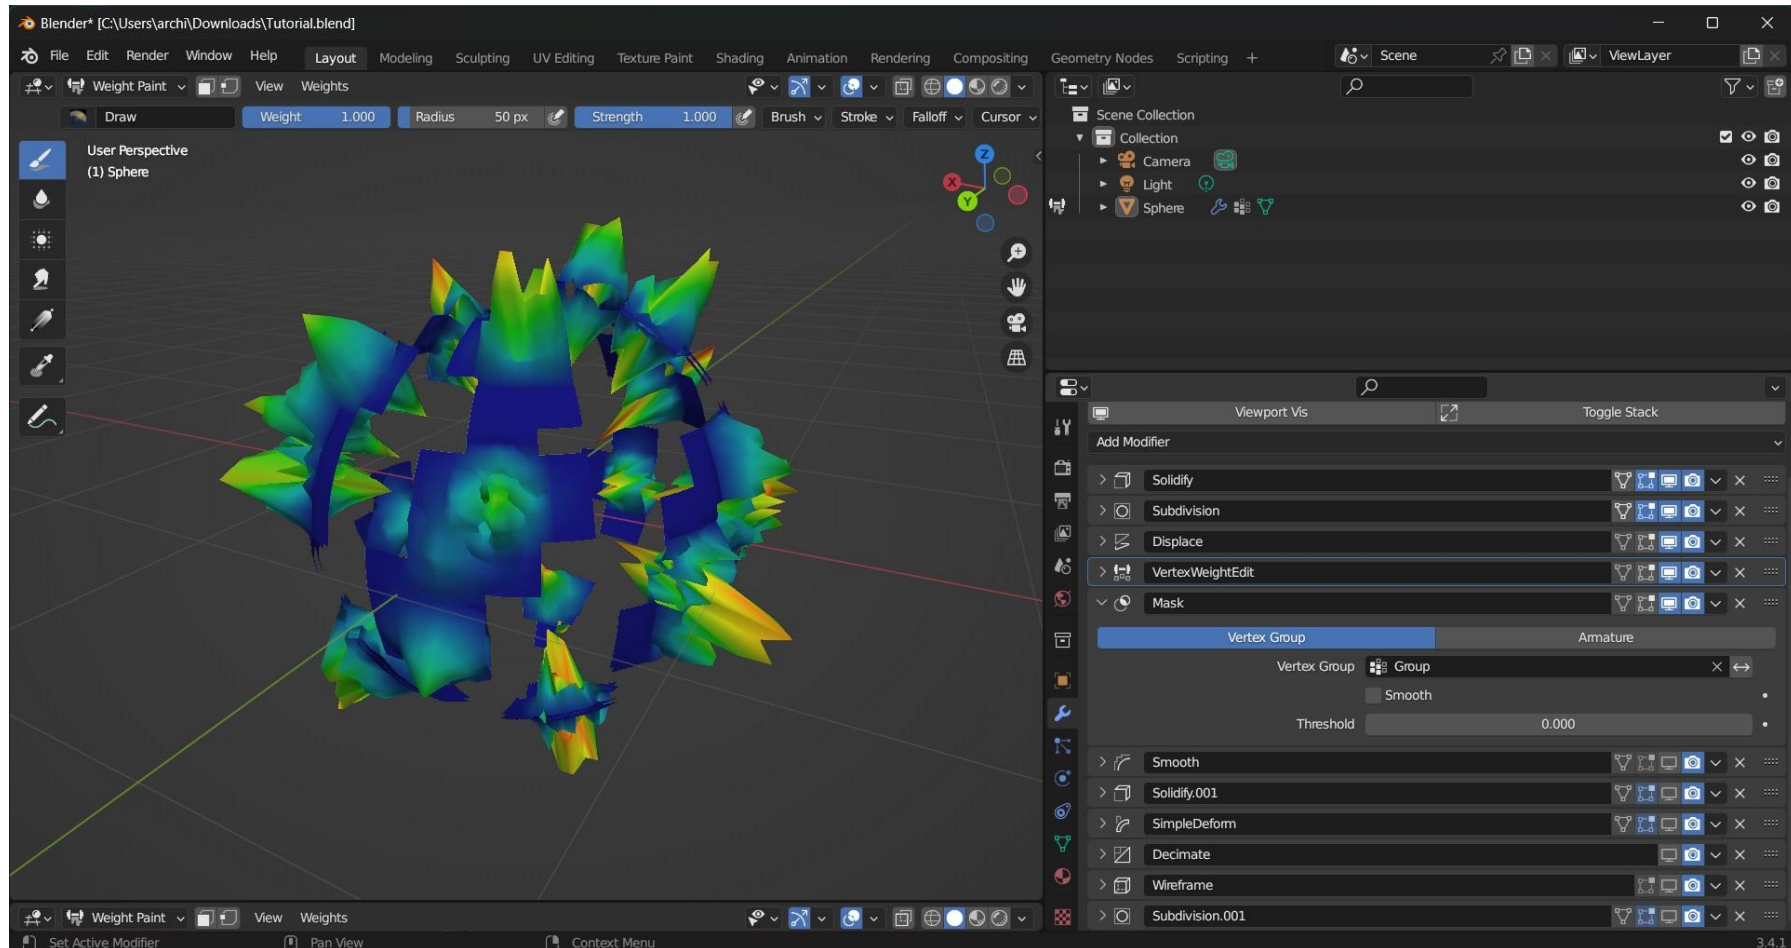 Blender* [C:\Users\archi\Downloads\Tutorial.blend]
File Edit Render Window Help Layout Modeling Sculpting UV Editing Texture Paint Shading Animation Rendering Compositing Geometry Nodes Scripting + Scene ViewLayer
Weight Paint View Weights
Draw Weight 1.000 Radius 50 px Strength 1.000 Brush Stroke Falloff Cursor
User Perspective
(1) Sphere
Z
X
Y
Scene Collection
Collection
Camera
Light
Sphere
Viewport Vis Toggle Stack
Add Modifier
Solidify
Subdivision
Displace
VertexWeightEdit
Mask
Vertex Group Armature
Vertex Group Group
Smooth
Threshold 0.000
Smooth
Solidify.001
SimpleDeform
Decimate
Wireframe
Subdivision.001
Weight Paint View Weights
Set Active Modifier Pan View Context Menu 3.4.1